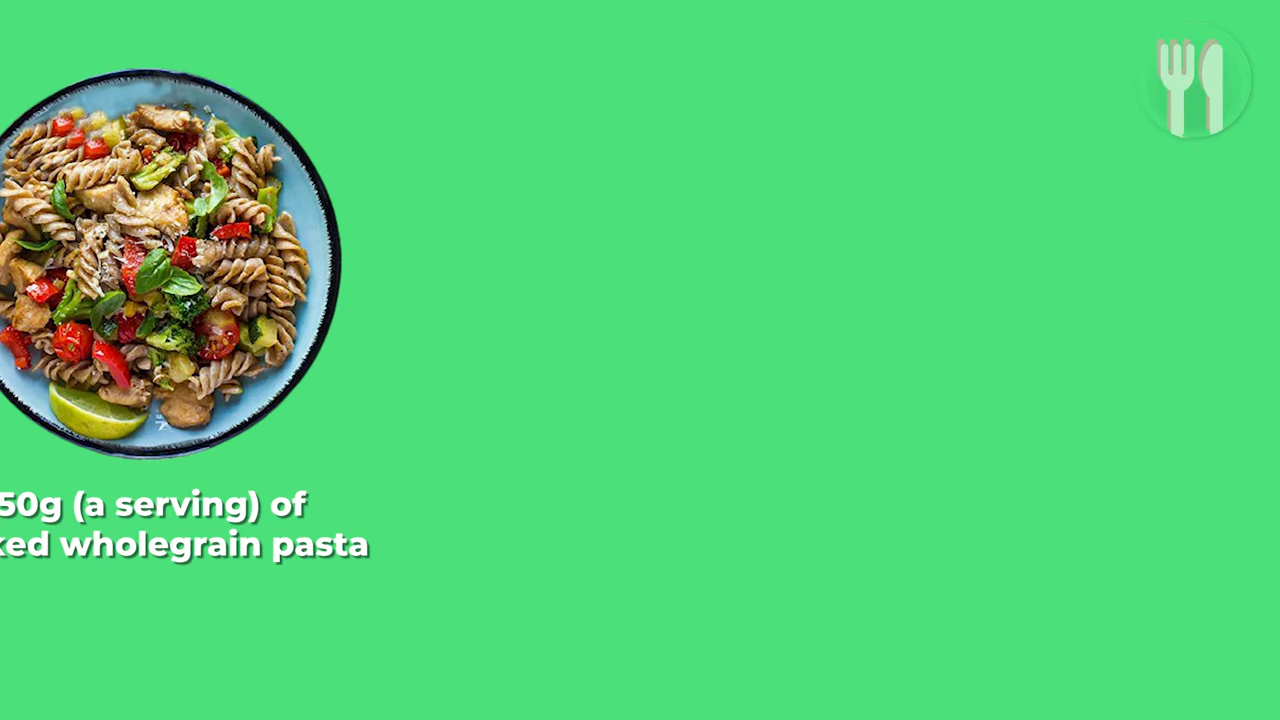 50g (a serving) of
ked wholegrain pasta